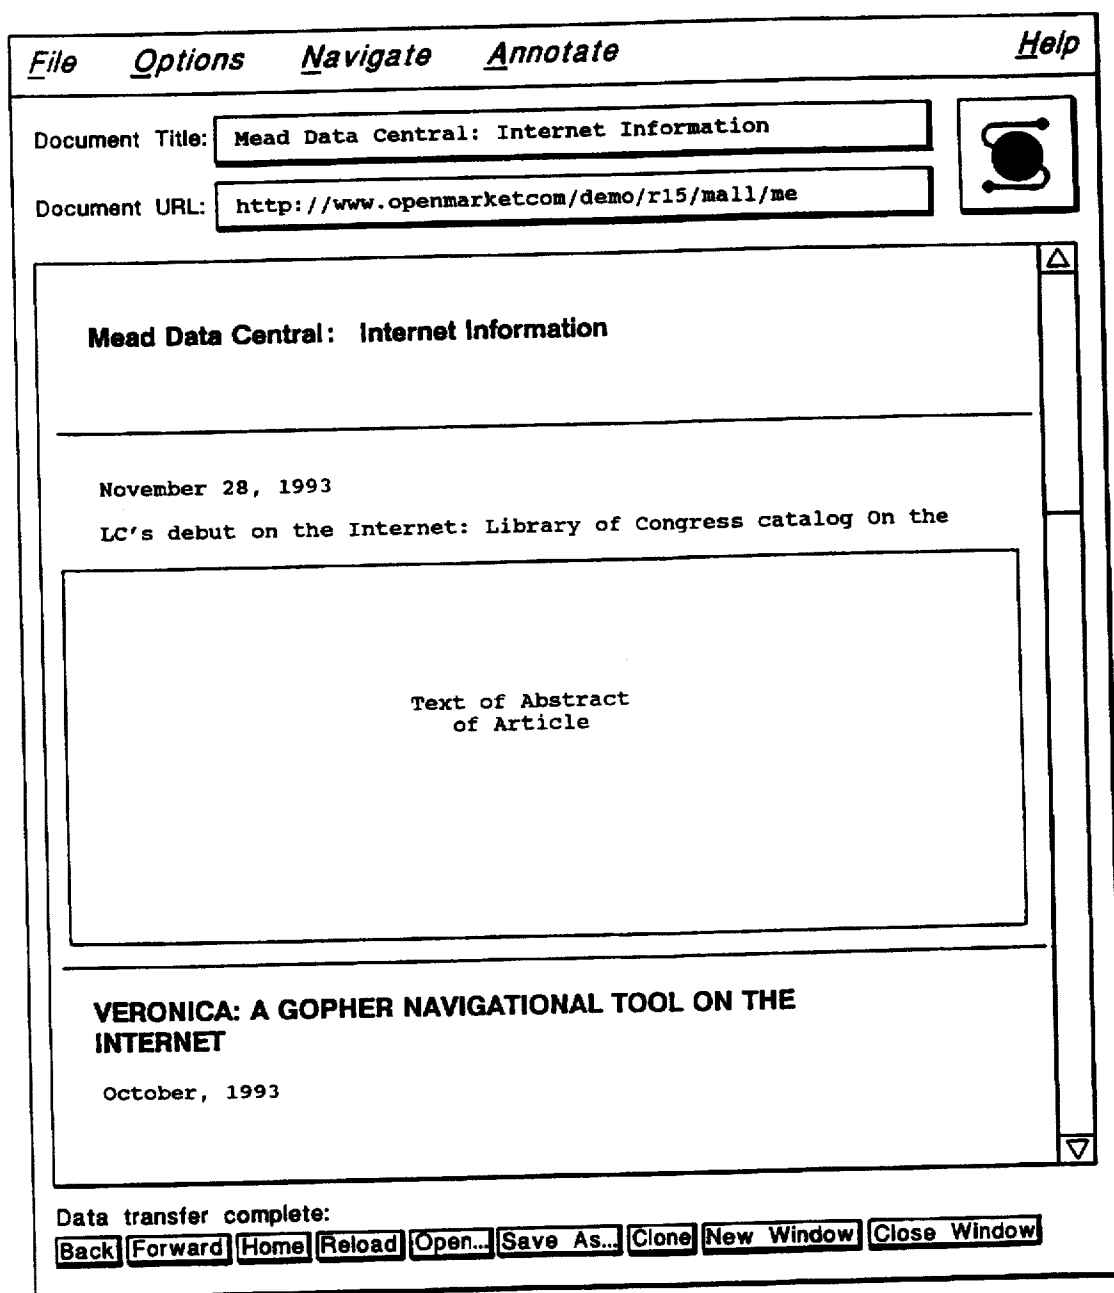 File Options Navigate Annotate Help
Document Title: Mead Data Central: Internet Information
Document URL: http://www.openmarketcom/demo/r15/mall/me
Mead Data Central: Internet Information
November 28, 1993
LC's debut on the Internet: Library of Congress catalog On the
Text of Abstract
of Article
VERONICA: A GOPHER NAVIGATIONAL TOOL ON THE
INTERNET
October, 1993
Data transfer complete:
Back Forward Home Reload Open... Save As... Clone New Window Close Window